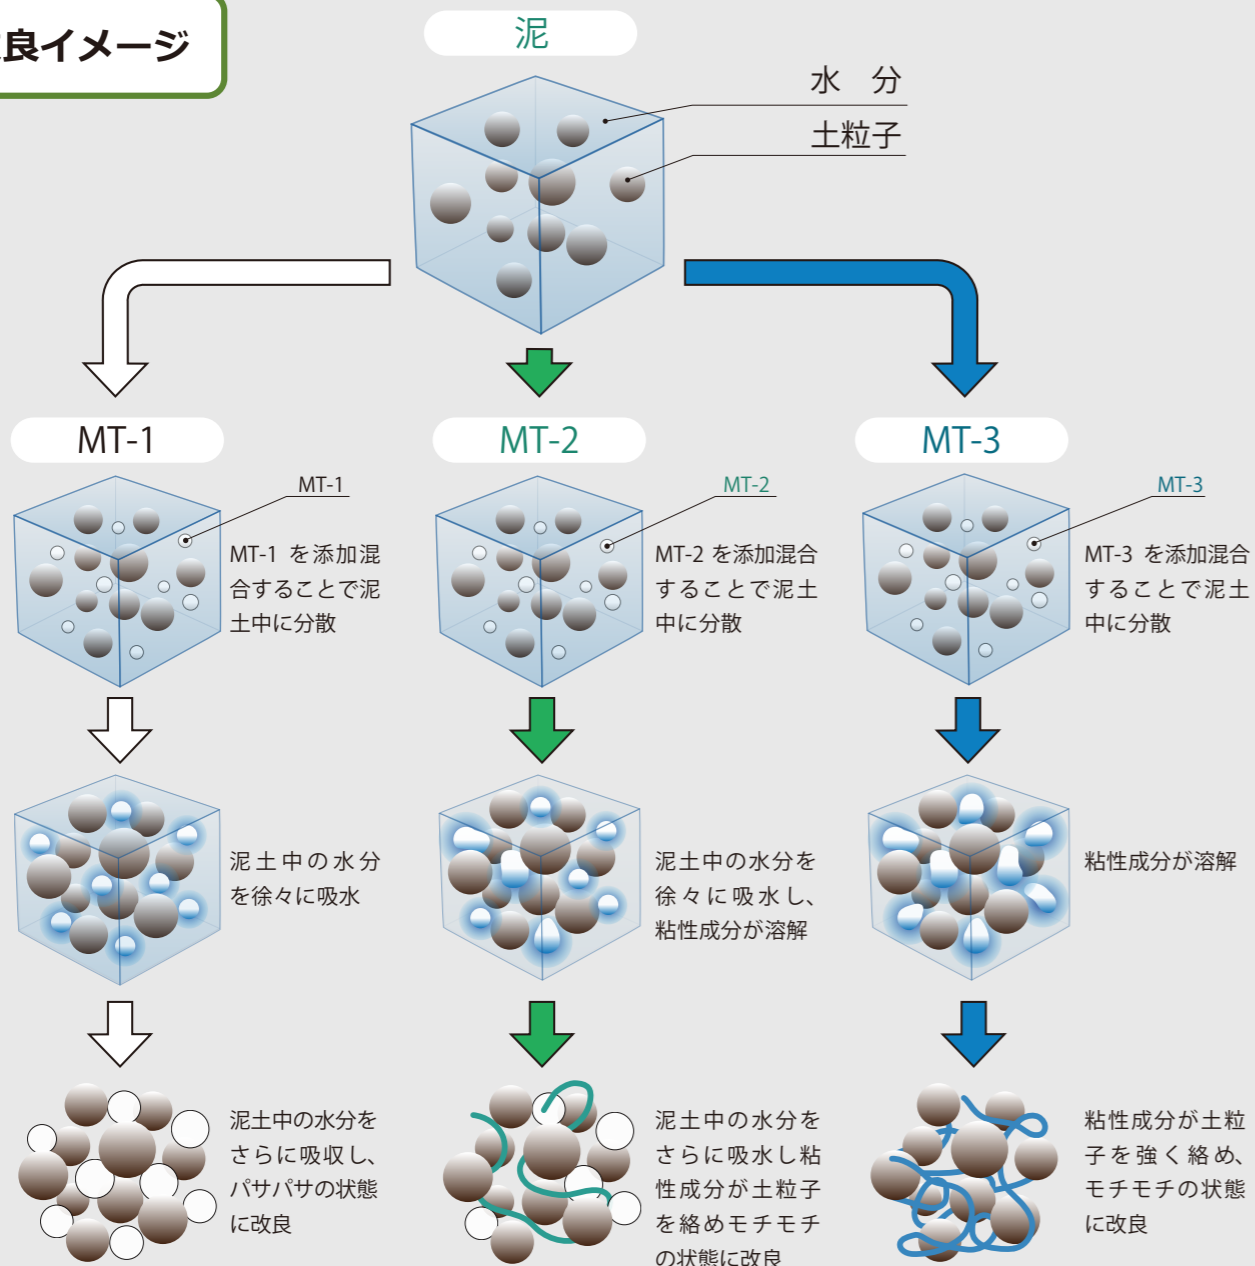 良イメージ
泥
水 分
土粒子
MT-1
MT-1
MT-1 を添加混
合することで泥
土中に分散
泥土中の水分
を徐々に吸水
泥土中の水分を
さらに吸収し、
パサパサの状態
に改良
MT-2
MT-2
MT-2 を添加混合
することで泥土
中に分散
泥土中の水分を
徐々に吸水し、
粘性成分が溶解
泥土中の水分を
さらに吸水し粘
性成分が土粒子
を絡めモチモチ
の状態に改良
MT-3
MT-3
MT-3 を添加混合
することで泥土
中に分散
粘性成分が溶解
粘性成分が土粒
子を強く絡め、
モチモチの状態
に改良